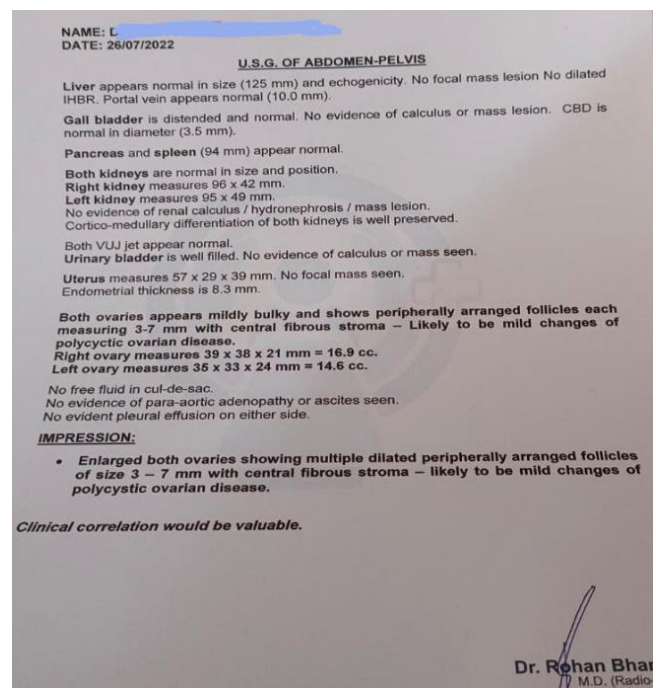 NAME: D
DATE: 26/07/2022
U.S.G. OF ABDOMEN-PELVIS
Liver appears normal in size (125 mm) and echogenicity. No focal mass lesion No dilated
IHBR. Portal vein appears normal (10.0 mm).
Gall bladder is distended and normal. No evidence of calculus or mass lesion. CBD is
normal in diameter (3.5 mm).
Pancreas and spleen (94 mm) appear normal.
Both kidneys are normal in size and position.
Right kidney measures 96 x 42 mm.
Left kidney measures 95 x 49 mm.
No evidence of renal calculus / hydronephrosis / mass lesion.
Cortico-medullary differentiation of both kidneys is well preserved.
Both VUJ jet appear normal.
Urinary bladder is well filled. No evidence of calculus or mass seen.
Uterus measures 57 x 29 x 39 mm. No focal mass seen.
Endometrial thickness is 8.3 mm.
Both ovaries appears mildly bulky and shows peripherally arranged follicles each
measuring 3-7 mm with central fibrous stroma – Likely to be mild changes of
polycyctic ovarian disease.
Right ovary measures 39 x 38 x 21 mm = 16.9 cc.
Left ovary measures 35 x 33 x 24 mm = 14.6 cc.
No free fluid in cul-de-sac.
No evidence of para-aortic adenopathy or ascites seen.
No evident pleural effusion on either side.
IMPRESSION:
• Enlarged both ovaries showing multiple dilated peripherally arranged follicles
of size 3 – 7 mm with central fibrous stroma – likely to be mild changes of
polycystic ovarian disease.
Clinical correlation would be valuable.
Dr. Rohan Bhan
M.D. (Radio-